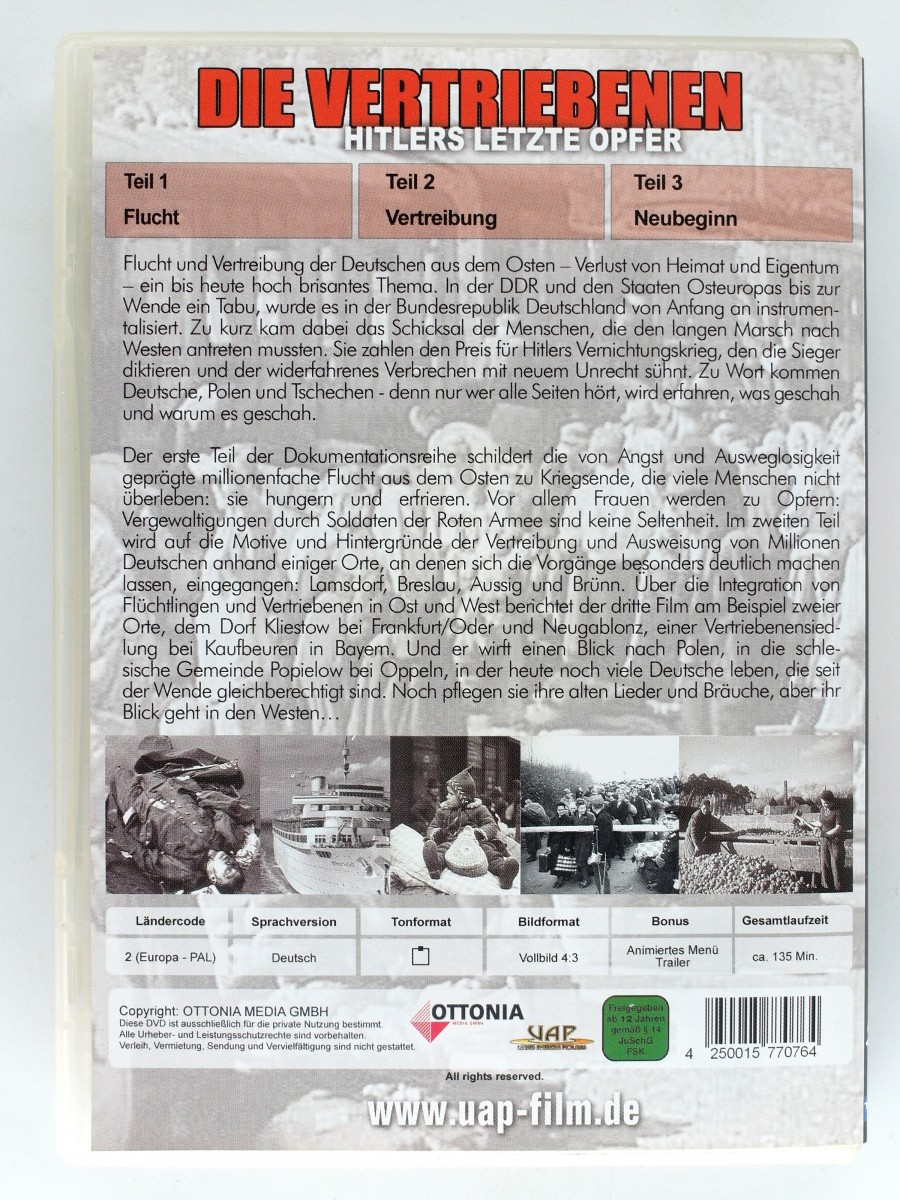 DIE VERTRIEBENEN
HITLERS LETZTE OPFER
Teil 1
Flucht
Teil 2
Vertreibung
Teil 3
Neubeginn
Flucht und Vertreibung der Deutschen aus dem Osten – Verlust von Heimat und Eigentum
– ein bis heute hoch brisantes Thema. In der DDR und den Staaten Osteuropas bis zur
Wende ein Tabu, wurde es in der Bundesrepublik Deutschland von Anfang an instrumen-
talisiert. Zu kurz kam dabei das Schicksal der Menschen, die den langen Marsch nach
Westen antreten mussten. Sie zahlen den Preis für Hitlers Vernichtungskrieg, den die Sieger
diktieren und der widerfahrenes Verbrechen mit neuem Unrecht sühnt. Zu Wort kommen
Deutsche, Polen und Tschechen - denn nur wer alle Seiten hört, wird erfahren, was geschah
und warum es geschah.
Der erste Teil der Dokumentationsreihe schildert die von Angst und Ausweglosigkeit
geprägte millionenfache Flucht aus dem Osten zu Kriegsende, die viele Menschen nicht
überleben: sie hungern und erfrieren. Vor allem Frauen werden zu Opfern:
Vergewaltigungen durch Soldaten der Roten Armee sind keine Seltenheit. Im zweiten Teil
wird auf die Motive und Hintergründe der Vertreibung und Ausweisung von Millionen
Deutschen anhand einiger Orte, an denen sich die Vorgänge besonders deutlich machen
lassen, eingegangen: Lamsdorf, Breslau, Aussig und Brünn. Über die Integration von
Flüchtlingen und Vertriebenen in Ost und West berichtet der dritte Film am Beispiel zweier
Orte, dem Dorf Kliestow bei Frankfurt/Oder und Neugablonz, einer Vertriebenensied-
lung bei Kaufbeuren in Bayern. Und er wirft einen Blick nach Polen, in die schle-
sische Gemeinde Popielow bei Oppeln, in der heute noch viele Deutsche leben, die seit
der Wende gleichberechtigt sind. Noch pflegen sie ihre alten Lieder und Bräuche, aber ihr
Blick geht in den Westen…
Ländercode
Sprachversion
Tonformat
Bildformat
Bonus
Gesamtlaufzeit
2 (Europa - PAL)
Deutsch
Vollbild 4:3
Animiertes Menü
Trailer
ca. 135 Min.
Copyright: OTTONIA MEDIA GMBH
Diese DVD ist ausschließlich für die private Nutzung bestimmt.
Alle Urheber- und Leistungsschutzrechte sind vorbehalten.
Verleih, Vermietung, Sendung und Vervielfältigung sind nicht gestattet.
OTTONIA
MEDIA GMBH
UAP
Freigegeben
ab 12 Jahren
gemäß § 14
JuSchG
FSK
4 250015 770764
All rights reserved.
www.uap-film.de